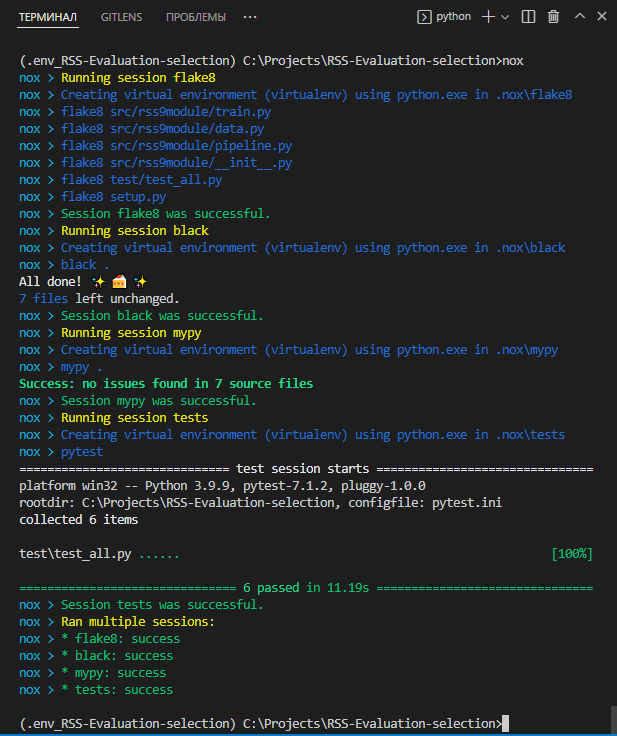 ТЕРМИНАЛ GITLENS ПРОБЛЕМЫ ··· python
(.env_RSS-Evaluation-selection) C:\Projects\RSS-Evaluation-selection>nox
nox > Running session flake8
nox > Creating virtual environment (virtualenv) using python.exe in .nox\flake8
nox > flake8 src/rss9module/train.py
nox > flake8 src/rss9module/data.py
nox > flake8 src/rss9module/pipeline.py
nox > flake8 src/rss9module/__init__.py
nox > flake8 test/test_all.py
nox > flake8 setup.py
nox > Session flake8 was successful.
nox > Running session black
nox > Creating virtual environment (virtualenv) using python.exe in .nox\black
nox > black .
All done! ✨ 🍰 ✨
7 files left unchanged.
nox > Session black was successful.
nox > Running session mypy
nox > Creating virtual environment (virtualenv) using python.exe in .nox\mypy
nox > mypy .
Success: no issues found in 7 source files
nox > Session mypy was successful.
nox > Running session tests
nox > Creating virtual environment (virtualenv) using python.exe in .nox\tests
nox > pytest
============================== test session starts ===============================
platform win32 -- Python 3.9.9, pytest-7.1.2, pluggy-1.0.0
rootdir: C:\Projects\RSS-Evaluation-selection, configfile: pytest.ini
collected 6 items
test\test_all.py ...... [100%]
=============================== 6 passed in 11.19s ===============================
nox > Session tests was successful.
nox > Ran multiple sessions:
nox > * flake8: success
nox > * black: success
nox > * mypy: success
nox > * tests: success
(.env_RSS-Evaluation-selection) C:\Projects\RSS-Evaluation-selection>